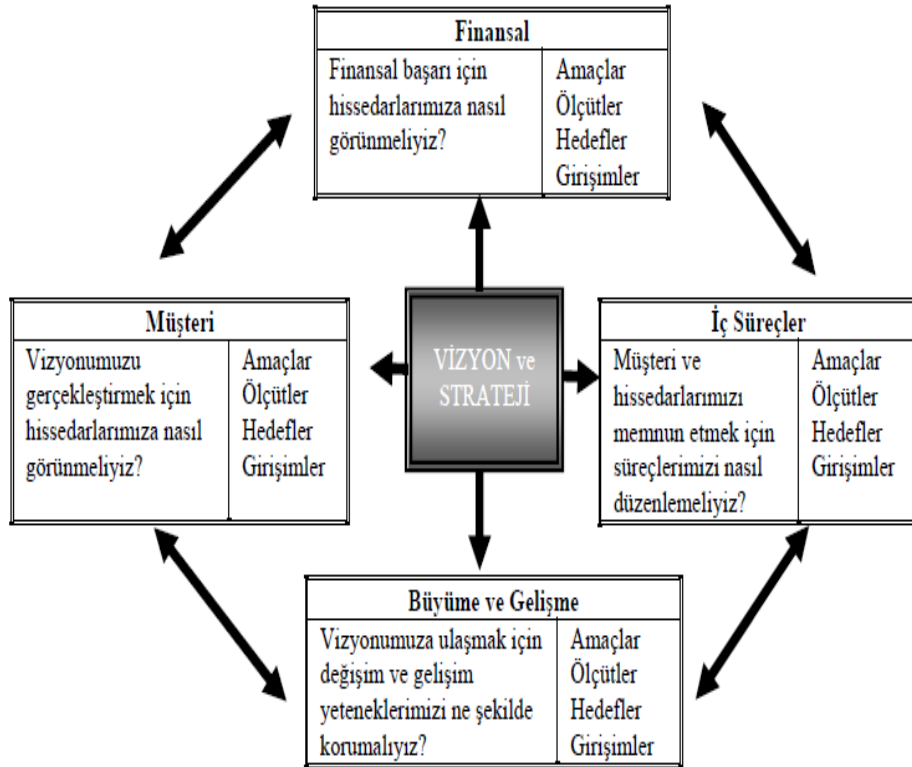 Finansal
Finansal başarı için
hissedarlarımıza nasıl
görünmeliyiz?
Amaçlar
Ölçütler
Hedefler
Girişimler
Müşteri
Vizyonumuzu
gerçekleştirmek için
hissedarlarımıza nasıl
görünmeliyiz?
Amaçlar
Ölçütler
Hedefler
Girişimler
VİZYON ve
STRATEJİ
İç Süreçler
Müşteri ve
hissedarlarımızı
memnun etmek için
süreçlerimizi nasıl
düzenlemeliyiz?
Amaçlar
Ölçütler
Hedefler
Girişimler
Büyüme ve Gelişme
Vizyonumuza ulaşmak için
değişim ve gelişim
yeteneklerimizi ne şekilde
korumalıyız?
Amaçlar
Ölçütler
Hedefler
Girişimler